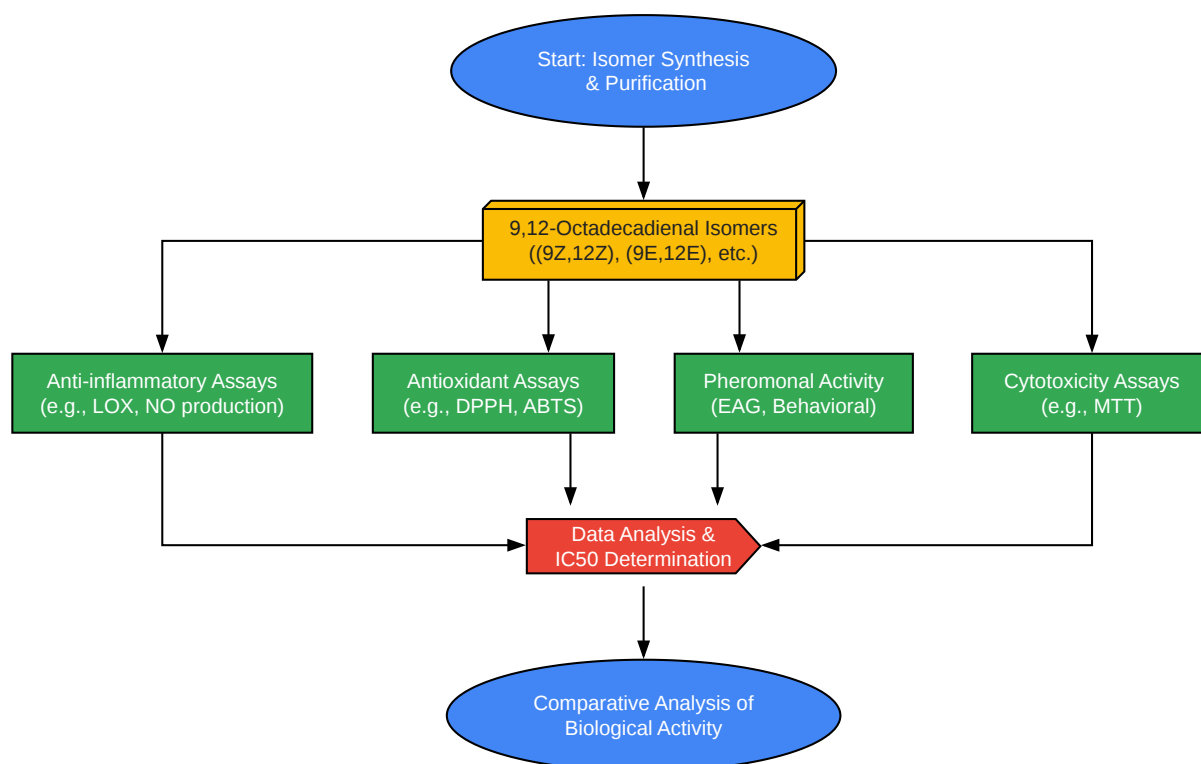 Start: Isomer Synthesis
& Purification
9,12-Octadecadienal Isomers
((9Z,12Z), (9E,12E), etc.)
Anti-inflammatory Assays
(e.g., LOX, NO production)
Antioxidant Assays
(e.g., DPPH, ABTS)
Pheromonal Activity
(EAG, Behavioral)
Cytotoxicity Assays
(e.g., MTT)
Data Analysis &
IC50 Determination
Comparative Analysis of
Biological Activity